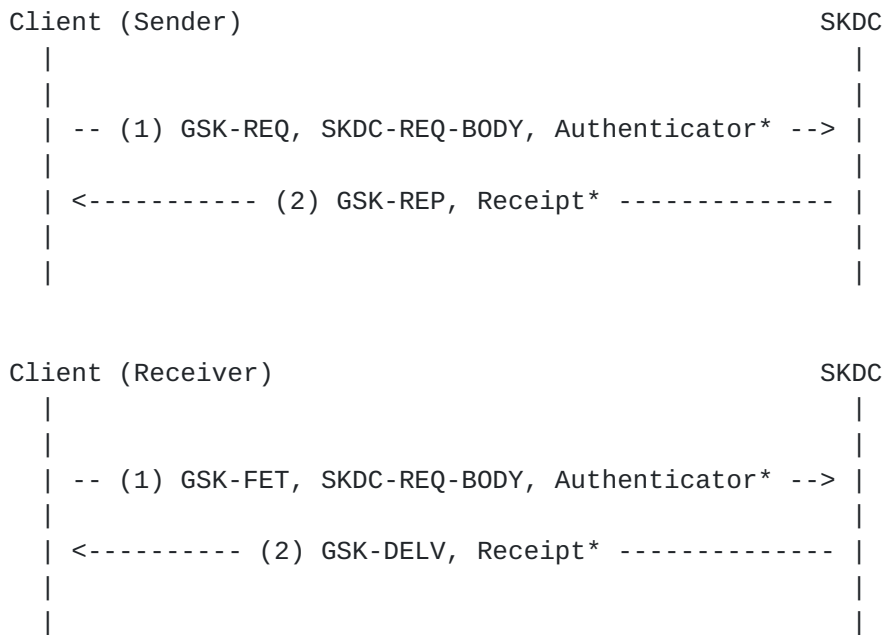 Client (Sender) SKDC
| |
| |
| -- (1) GSK-REQ, SKDC-REQ-BODY, Authenticator* --> |
| |
| <----------- (2) GSK-REP, Receipt* -------------- |
| |
| |
Client (Receiver) SKDC
| |
| |
| -- (1) GSK-FET, SKDC-REQ-BODY, Authenticator* --> |
| |
| <---------- (2) GSK-DELV, Receipt* -------------- |
| |
| |